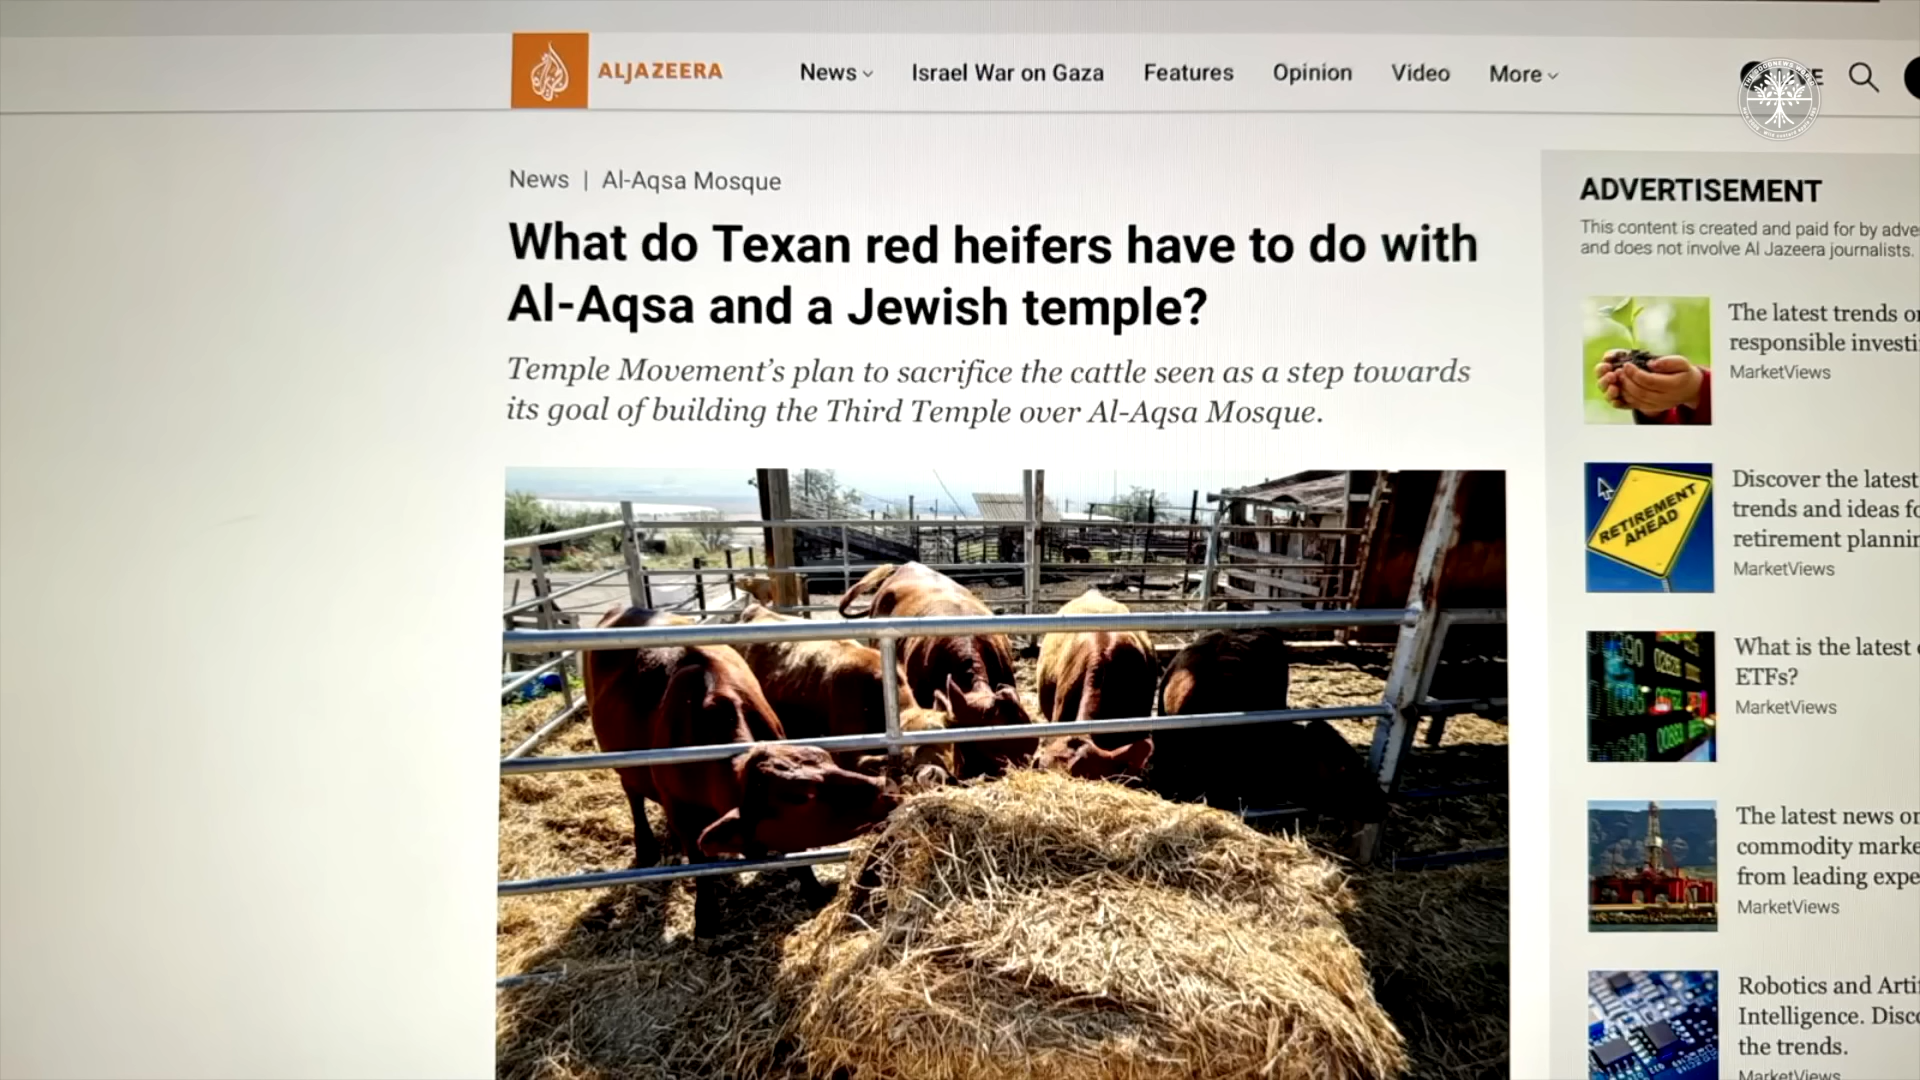 ALJAZEERA
News
Israel War on Gaza
Features
Opinion
Video
More
News | Al-Aqsa Mosque
What do Texan red heifers have to do with
Al-Aqsa and a Jewish temple?
Temple Movement's plan to sacrifice the cattle seen as a step towards
its goal of building the Third Temple over Al-Aqsa Mosque.
ADVERTISEMENT
This content is created and paid for by adve
and does not involve Al Jazeera journalists.
The latest trends o
responsible investi
MarketViews
RETIREMENT
AHEAD
Discover the latest
trends and ideas fo
retirement plannin
MarketViews
What is the latest
ETFs?
MarketViews
The latest news on
commodity marke
from leading expe
MarketViews
Robotics and Arti
Intelligence. Disco
the trends.
MarketViews